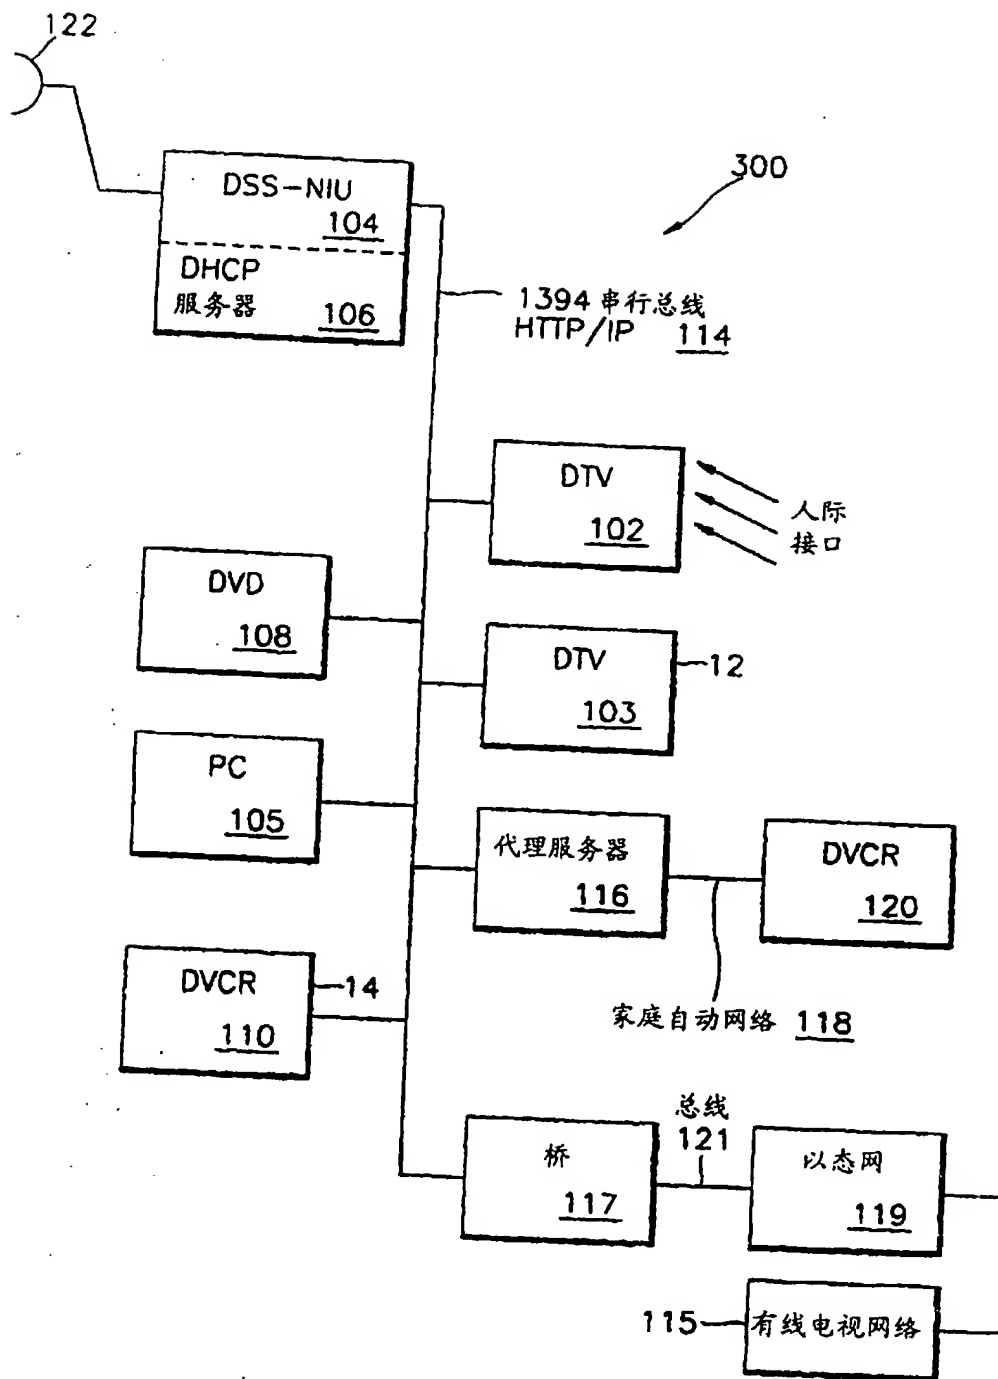 122
300
DSS-NIU
104
DHCP
服务器
106
1394 串行总线
HTTP/IP 114
DTV
102
人际
接口
DVD
108
DTV
103
12
PC
105
代理服务器
116
DVCR
120
DVCR
110
14
家庭自动网络 118
桥
117
总线
121
以态网
119
115
有线电视网络